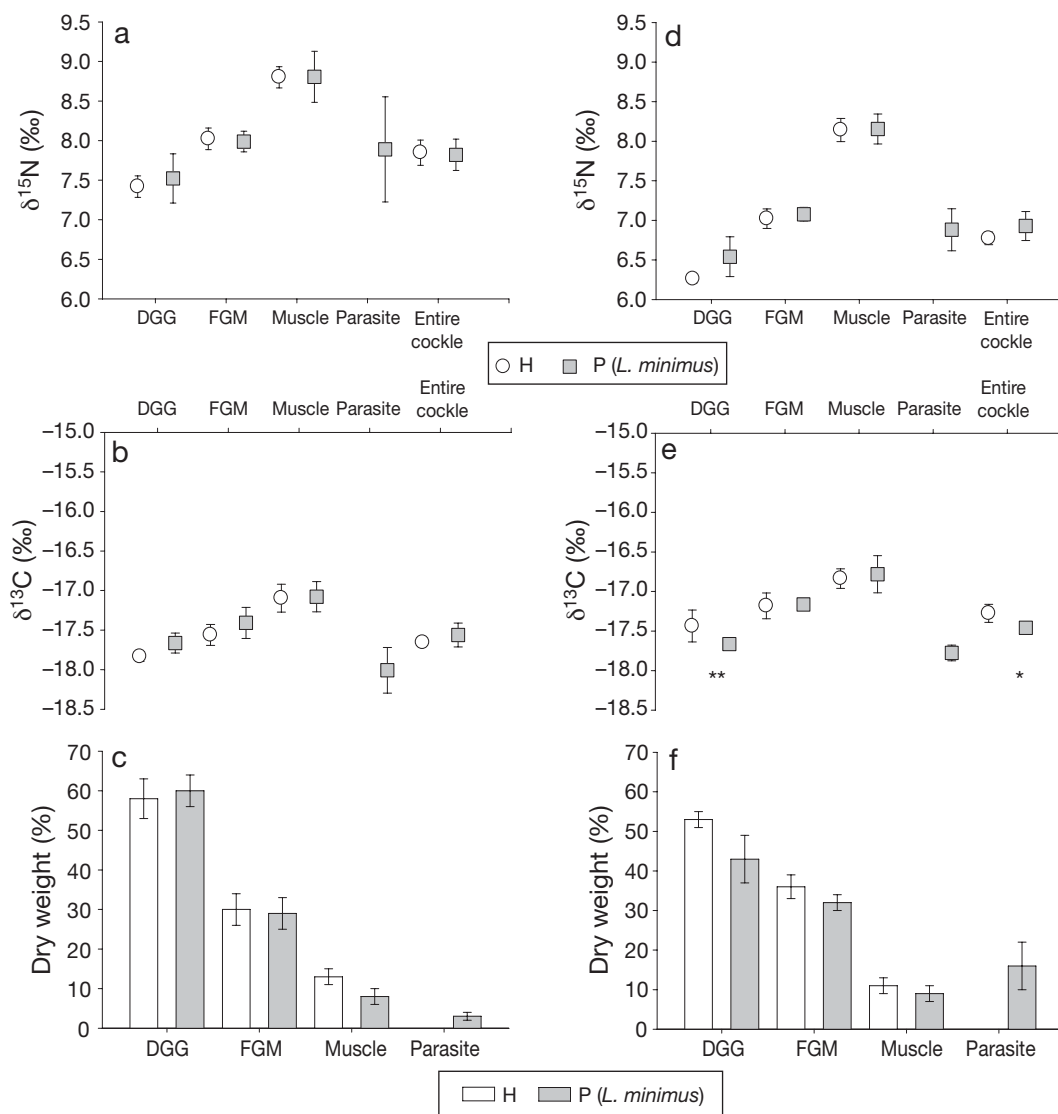 a
9.5
9.0
8.5
8.0
7.5
7.0
6.5
6.0
δ15N (‰)
DGG FGM Muscle Parasite Entire cockle
d
9.5
9.0
8.5
8.0
7.5
7.0
6.5
6.0
δ15N (‰)
DGG FGM Muscle Parasite Entire cockle
H P (L. minimus)
DGG FGM Muscle Parasite Entire cockle
b
−15.0
−15.5
−16.0
−16.5
−17.0
−17.5
−18.0
−18.5
δ13C (‰)
DGG FGM Muscle Parasite Entire cockle
e
−15.0
−15.5
−16.0
−16.5
−17.0
−17.5
−18.0
−18.5
δ13C (‰)
** *
c
70
60
50
40
30
20
10
0
Dry weight (%)
DGG FGM Muscle Parasite
f
70
60
50
40
30
20
10
0
Dry weight (%)
DGG FGM Muscle Parasite
H P (L. minimus)